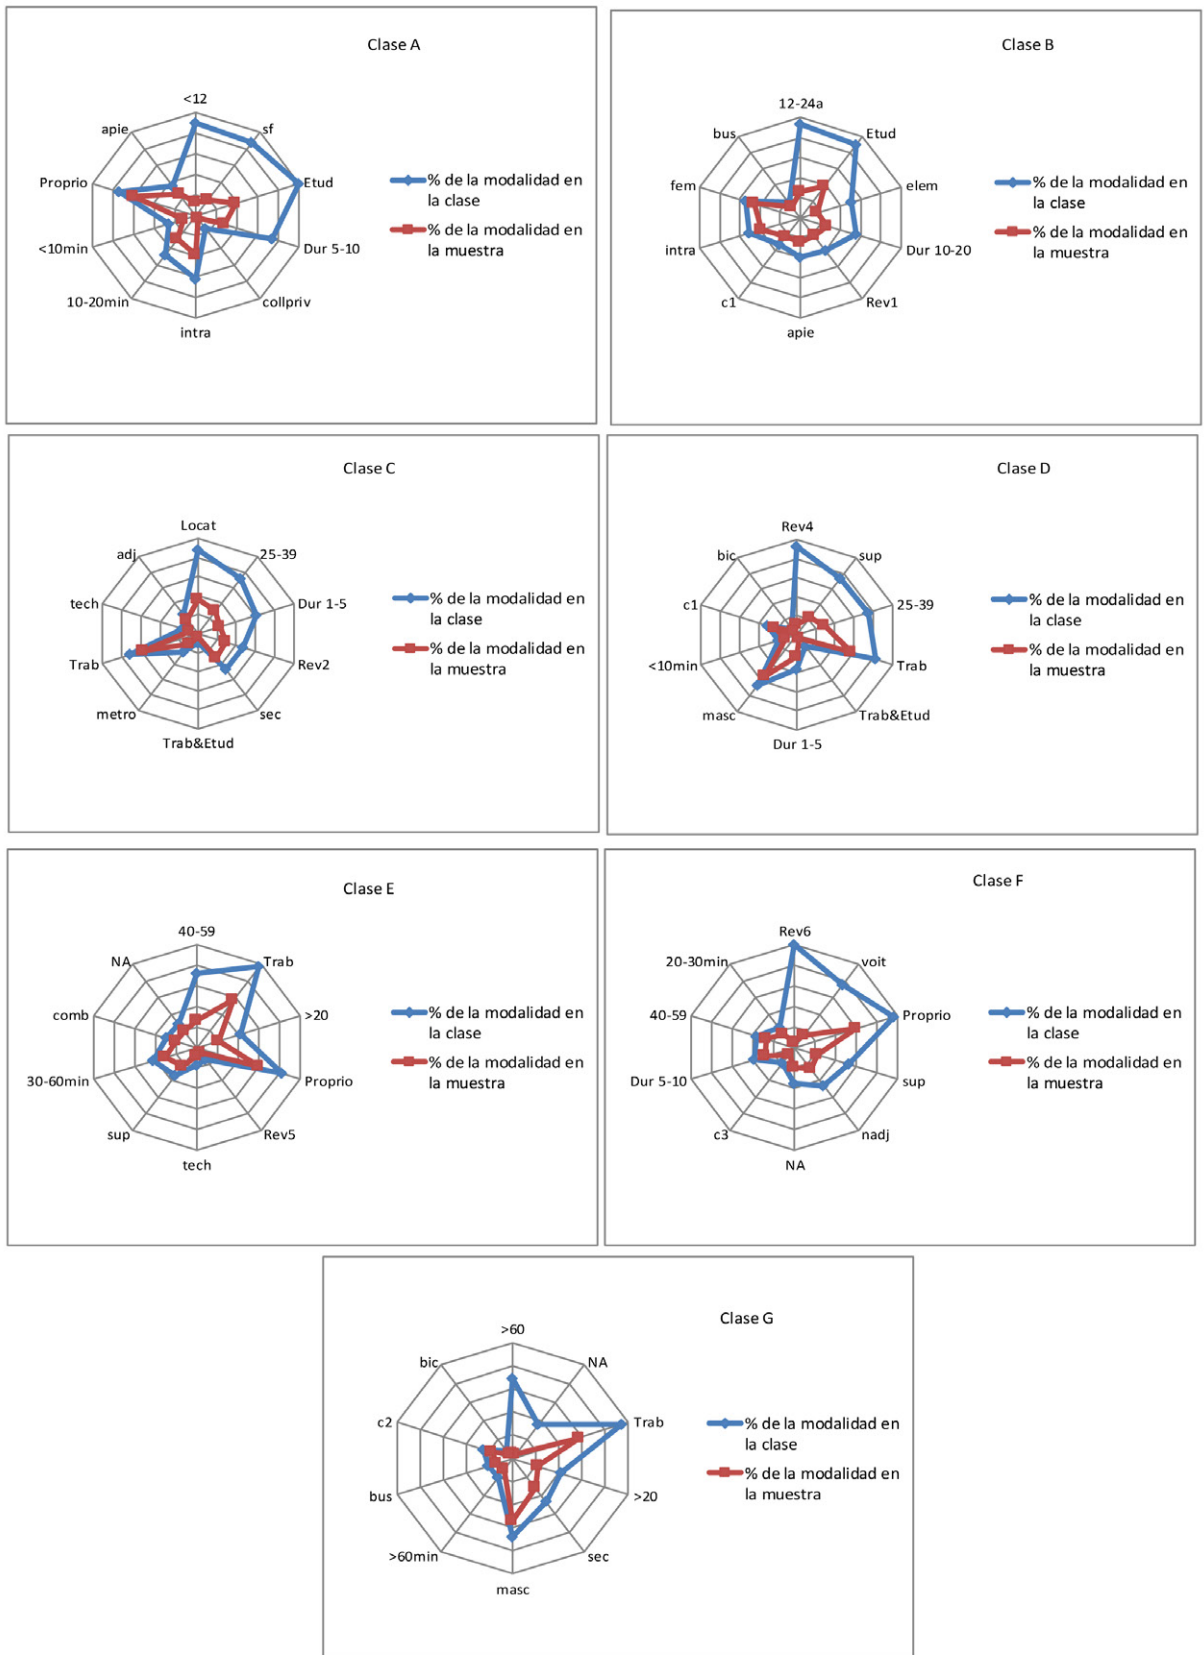 Clase A
<12
apie
sf
Proprio
Etud
% de la modalidad en
la clase
% de la modalidad en
la muestra
<10min
Dur 5-10
10-20min
collpriv
intra
Clase B
12-24a
bus
Etud
fem
elem
% de la modalidad en
la clase
% de la modalidad en
la muestra
intra
Dur 10-20
c1
Rev1
apie
Clase C
Locat
adj
25-39
tech
Dur 1-5
% de la modalidad en
la clase
% de la modalidad en
la muestra
Trab
Rev2
metro
sec
Trab&Etud
Clase D
Rev4
bic
sup
c1
25-39
% de la modalidad en
la clase
% de la modalidad en
la muestra
<10min
Trab
masc
Trab&Etud
Dur 1-5
Clase E
40-59
NA
Trab
comb
>20
% de la modalidad en
la clase
% de la modalidad en
la muestra
30-60min
Proprio
sup
Rev5
tech
Clase F
Rev6
20-30min
voit
40-59
Proprio
% de la modalidad en
la clase
% de la modalidad en
la muestra
Dur 5-10
sup
c3
nadj
NA
Clase G
>60
bic
NA
c2
Trab
% de la modalidad en
la clase
% de la modalidad en
la muestra
bus
>20
>60min
sec
masc